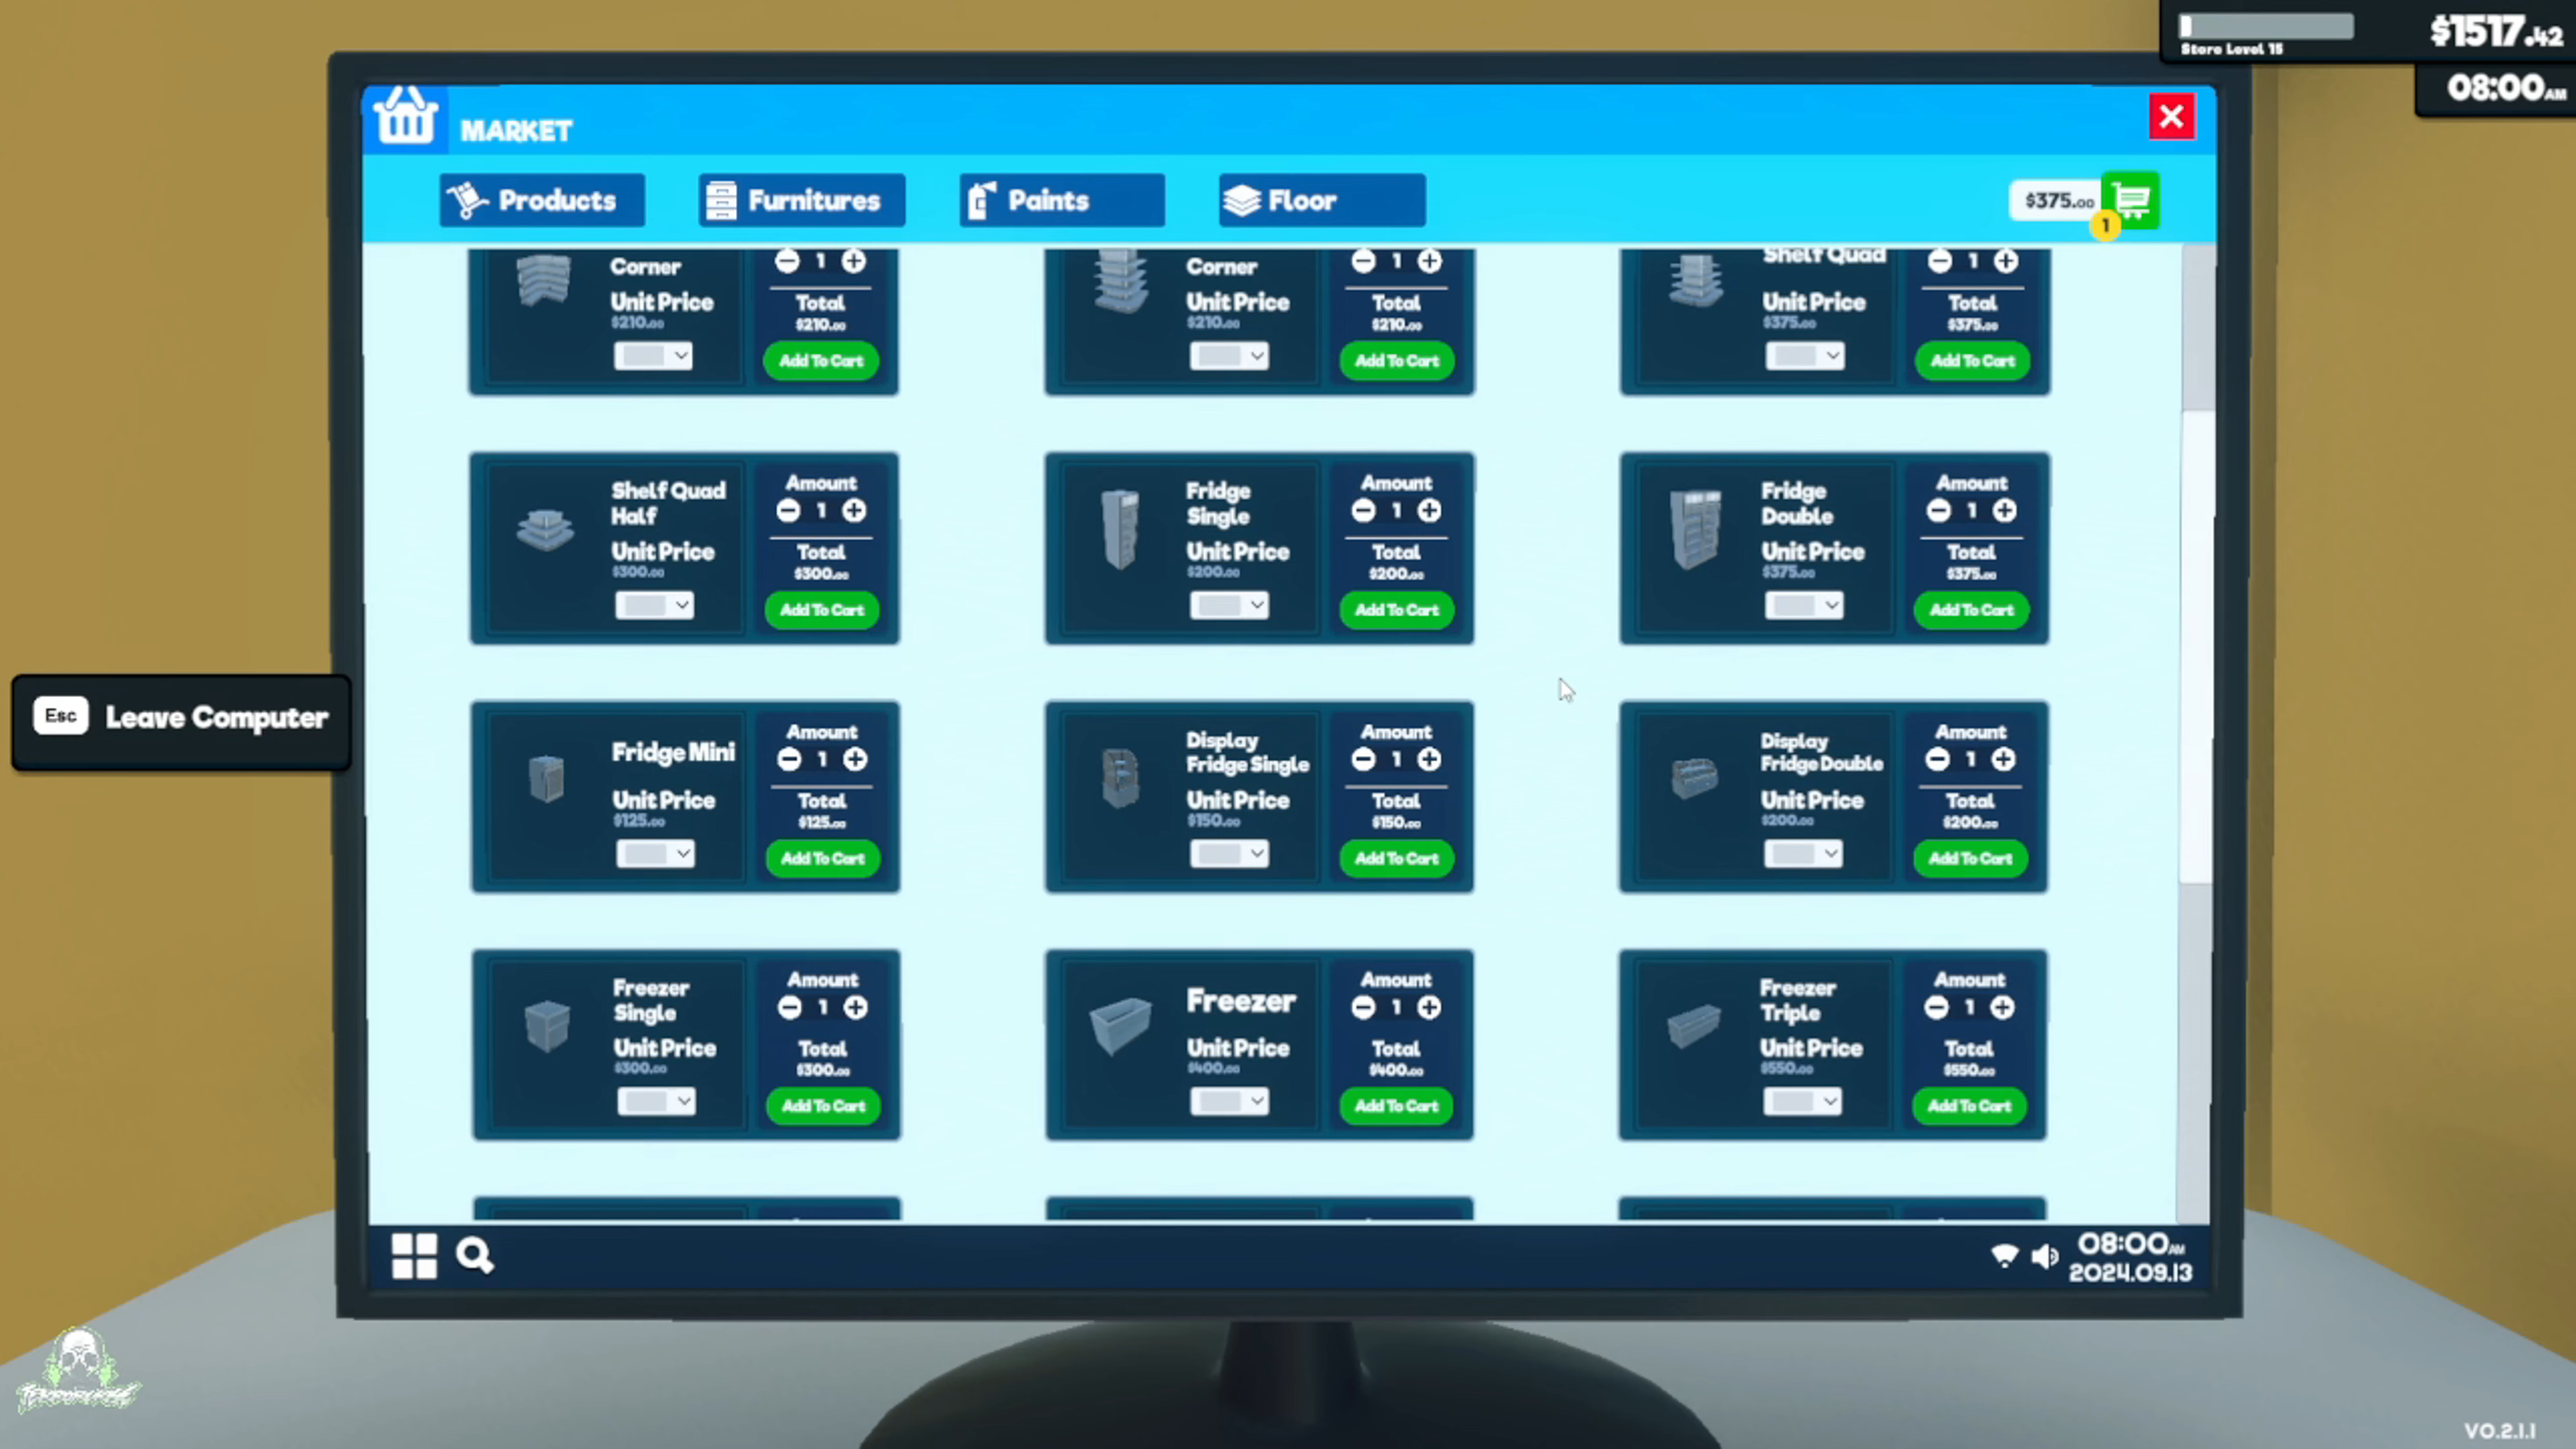 $1517.42
Store Level 15
08:00AM
MARKET
Products
Furnitures
Paints
Floor
$375.00
1
Corner
Unit Price
$210.00
1
Total
$210.00
Add To Cart
Corner
Unit Price
$210.00
1
Total
$210.00
Add To Cart
Shelf Quad
Unit Price
$375.00
1
Total
$375.00
Add To Cart
Shelf Quad
Half
Unit Price
$300.00
Amount
1
Total
$300.00
Add To Cart
Fridge
Single
Unit Price
$200.00
Amount
1
Total
$200.00
Add To Cart
Fridge
Double
Unit Price
$375.00
Amount
1
Total
$375.00
Add To Cart
Esc Leave Computer
Fridge Mini
Unit Price
$125.00
Amount
1
Total
$125.00
Add To Cart
Display
Fridge Single
Unit Price
$150.00
Amount
1
Total
$150.00
Add To Cart
Display
Fridge Double
Unit Price
$200.00
Amount
1
Total
$200.00
Add To Cart
Freezer
Single
Unit Price
$300.00
Amount
1
Total
$300.00
Add To Cart
Freezer
Unit Price
$400.00
Amount
1
Total
$400.00
Add To Cart
Freezer
Triple
Unit Price
$550.00
Amount
1
Total
$550.00
Add To Cart
08:00AM
2024.09.13
V0.2.1.1